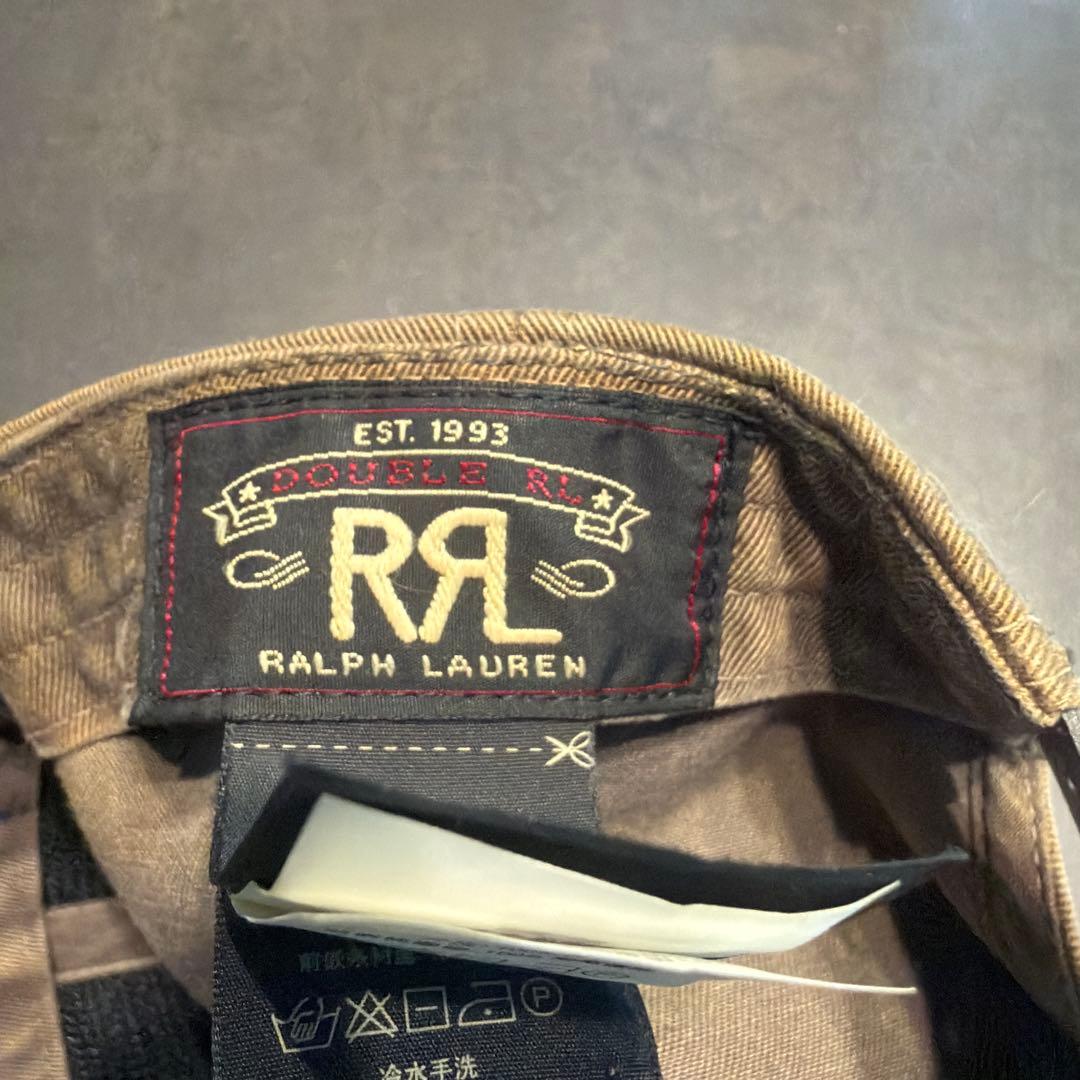 EST. 1993
DOUBLE RL
RRL
RALPH LAUREN
P
冷水手洗